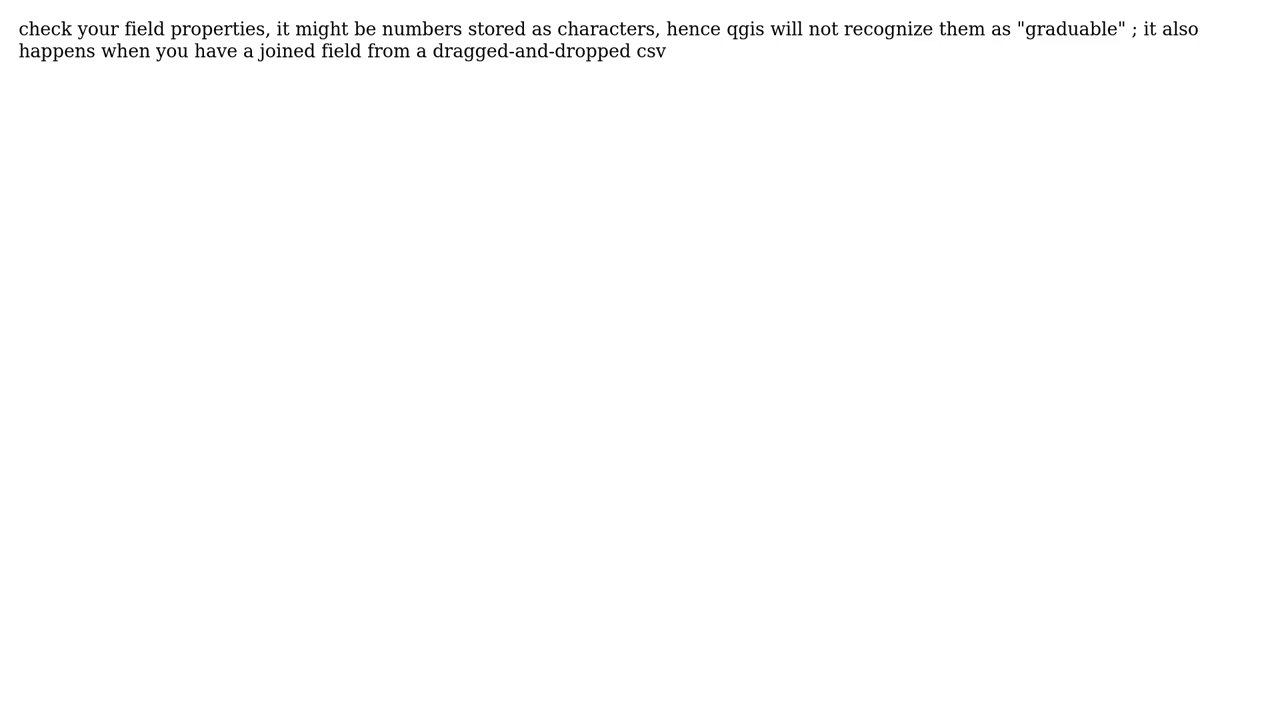 check your field properties, it might be numbers stored as characters, hence qgis will not recognize them as "graduable" ; it also
happens when you have a joined field from a dragged-and-dropped csv